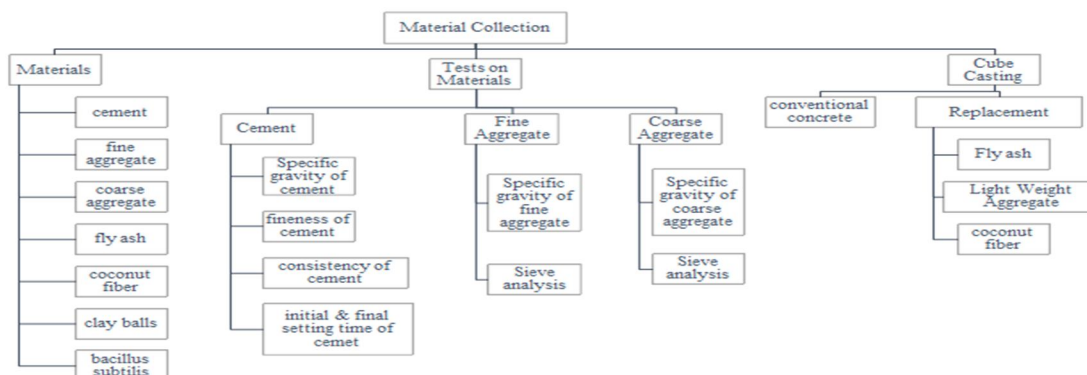 Material Collection
Materials
Tests on
Materials
Cube
Casting
cement
fine
aggregate
coarse
aggregate
fly ash
coconut
fiber
clay balls
bacillus
subtilis
Cement
Specific
gravity of
cement
fineness of
cement
consistency of
cement
initial & final
setting time of
cemet
Fine
Aggregate
Specific
gravity of
fine
aggregate
Sieve
analysis
Coarse
Aggregate
Specific
gravity of
coarse
aggregate
Sieve
analysis
conventional
concrete
Replacement
Fly ash
Light Weight
Aggregate
coconut
fiber